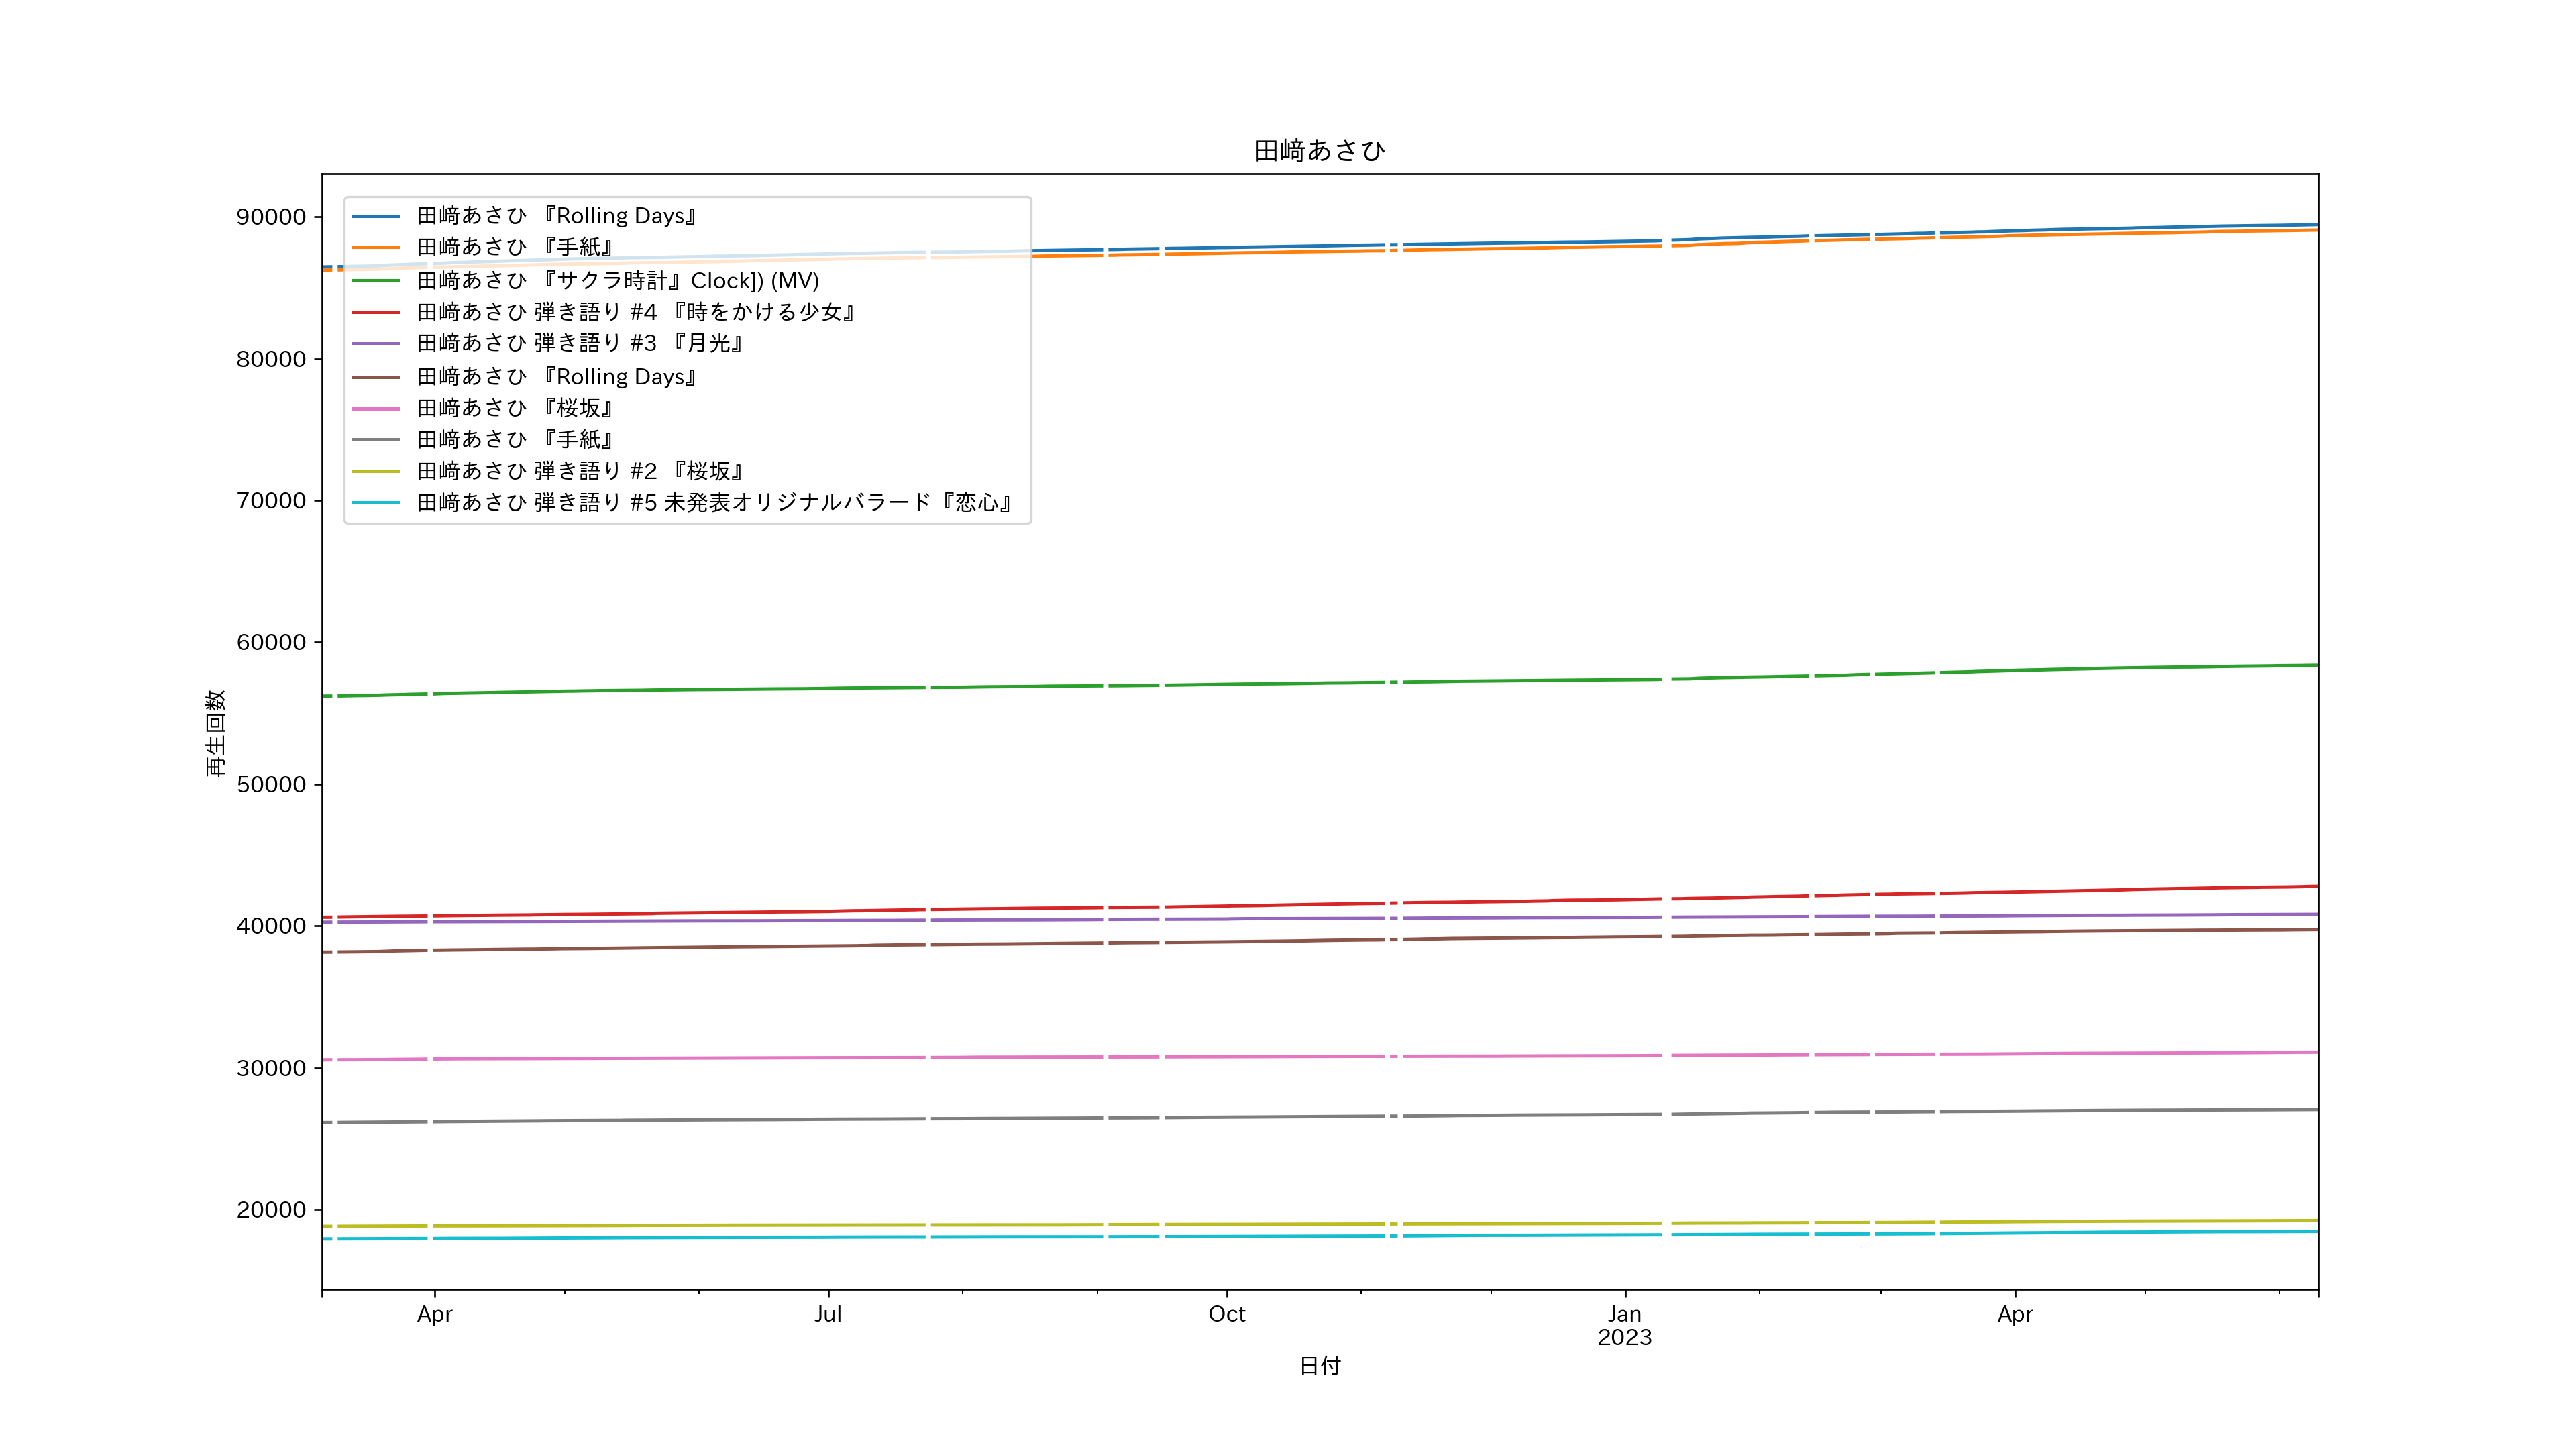 田﨑あさひ
90000
80000
70000
60000
50000
40000
30000
20000
再生回数
田﨑あさひ 『Rolling Days』
田﨑あさひ 『手紙』
田﨑あさひ 『サクラ時計』Clock]) (MV)
田﨑あさひ 弾き語り #4 『時をかける少女』
田﨑あさひ 弾き語り #3 『月光』
田﨑あさひ 『Rolling Days』
田﨑あさひ 『桜坂』
田﨑あさひ 『手紙』
田﨑あさひ 弾き語り #2 『桜坂』
田﨑あさひ 弾き語り #5 未発表オリジナルバラード『恋心』
Apr Jul Oct Jan Apr
2023
日付